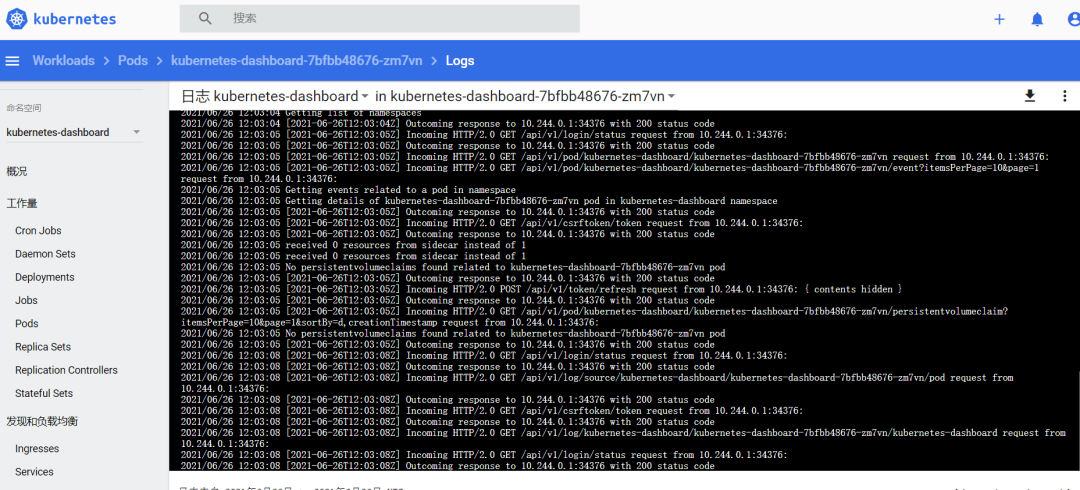 kubernetes
搜索
Workloads > Pods > kubernetes-dashboard-7bfbb48676-zm7vn > Logs
命名空间
kubernetes-dashboard
概况
工作量
Cron Jobs
Daemon Sets
Deployments
Jobs
Pods
Replica Sets
Replication Controllers
Stateful Sets
发现和负载均衡
Ingresses
Services
日志 kubernetes-dashboard in kubernetes-dashboard-7bfbb48676-zm7vn
2021/06/26 12:03:04 Getting list of namespaces
2021/06/26 12:03:04 [2021-06-26T12:03:04Z] Outcoming response to 10.244.0.1:34376 with 200 status code
2021/06/26 12:03:05 [2021-06-26T12:03:05Z] Incoming HTTP/2.0 GET /api/v1/login/status request from 10.244.0.1:34376:
2021/06/26 12:03:05 [2021-06-26T12:03:05Z] Outcoming response to 10.244.0.1:34376 with 200 status code
2021/06/26 12:03:05 [2021-06-26T12:03:05Z] Incoming HTTP/2.0 GET /api/v1/pod/kubernetes-dashboard/kubernetes-dashboard-7bfbb48676-zm7vn request from 10.244.0.1:34376:
2021/06/26 12:03:05 [2021-06-26T12:03:05Z] Incoming HTTP/2.0 GET /api/v1/pod/kubernetes-dashboard/kubernetes-dashboard-7bfbb48676-zm7vn/event?itemsPerPage=10&page=1
request from 10.244.0.1:34376:
2021/06/26 12:03:05 Getting events related to a pod in namespace
2021/06/26 12:03:05 Getting details of kubernetes-dashboard-7bfbb48676-zm7vn pod in kubernetes-dashboard namespace
2021/06/26 12:03:05 [2021-06-26T12:03:05Z] Outcoming response to 10.244.0.1:34376 with 200 status code
2021/06/26 12:03:05 [2021-06-26T12:03:05Z] Incoming HTTP/2.0 GET /api/v1/csrftoken/token request from 10.244.0.1:34376:
2021/06/26 12:03:05 [2021-06-26T12:03:05Z] Outcoming response to 10.244.0.1:34376 with 200 status code
2021/06/26 12:03:05 received 0 resources from sidecar instead of 1
2021/06/26 12:03:05 received 0 resources from sidecar instead of 1
2021/06/26 12:03:05 No persistentvolumeclaims found related to kubernetes-dashboard-7bfbb48676-zm7vn pod
2021/06/26 12:03:05 [2021-06-26T12:03:05Z] Outcoming response to 10.244.0.1:34376 with 200 status code
2021/06/26 12:03:05 [2021-06-26T12:03:05Z] Incoming HTTP/2.0 POST /api/v1/token/refresh request from 10.244.0.1:34376: { contents hidden }
2021/06/26 12:03:05 [2021-06-26T12:03:05Z] Outcoming response to 10.244.0.1:34376 with 200 status code
2021/06/26 12:03:05 [2021-06-26T12:03:05Z] Incoming HTTP/2.0 GET /api/v1/pod/kubernetes-dashboard/kubernetes-dashboard-7bfbb48676-zm7vn/persistentvolumeclaim?
itemsPerPage=10&page=1&sortBy=d,creationTimestamp request from 10.244.0.1:34376:
2021/06/26 12:03:05 No persistentvolumeclaims found related to kubernetes-dashboard-7bfbb48676-zm7vn pod
2021/06/26 12:03:05 [2021-06-26T12:03:05Z] Outcoming response to 10.244.0.1:34376 with 200 status code
2021/06/26 12:03:08 [2021-06-26T12:03:08Z] Incoming HTTP/2.0 GET /api/v1/login/status request from 10.244.0.1:34376:
2021/06/26 12:03:08 [2021-06-26T12:03:08Z] Outcoming response to 10.244.0.1:34376 with 200 status code
2021/06/26 12:03:08 [2021-06-26T12:03:08Z] Incoming HTTP/2.0 GET /api/v1/log/source/kubernetes-dashboard/kubernetes-dashboard-7bfbb48676-zm7vn/pod request from
10.244.0.1:34376:
2021/06/26 12:03:08 [2021-06-26T12:03:08Z] Outcoming response to 10.244.0.1:34376 with 200 status code
2021/06/26 12:03:08 [2021-06-26T12:03:08Z] Incoming HTTP/2.0 GET /api/v1/csrftoken/token request from 10.244.0.1:34376:
2021/06/26 12:03:08 [2021-06-26T12:03:08Z] Outcoming response to 10.244.0.1:34376 with 200 status code
2021/06/26 12:03:08 [2021-06-26T12:03:08Z] Incoming HTTP/2.0 GET /api/v1/log/kubernetes-dashboard/kubernetes-dashboard-7bfbb48676-zm7vn/kubernetes-dashboard request from
10.244.0.1:34376:
2021/06/26 12:03:08 [2021-06-26T12:03:08Z] Incoming HTTP/2.0 GET /api/v1/login/status request from 10.244.0.1:34376:
2021/06/26 12:03:08 [2021-06-26T12:03:08Z] Outcoming response to 10.244.0.1:34376 with 200 status code